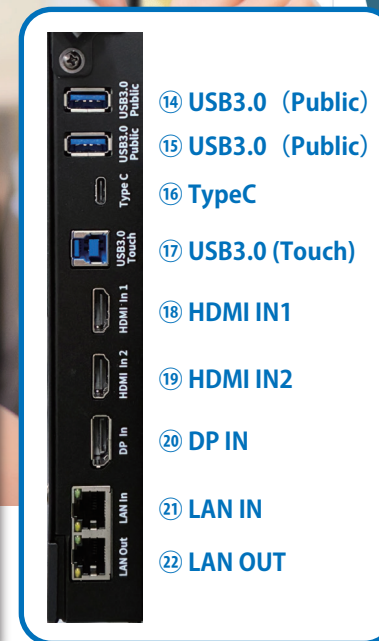 USB3.0
Public
USB3.0
Public
Type C
USB3.0
Touch
HDMI In 1
HDMI In 2
DP In
LAN In
LAN Out
⑭ USB3.0（Public）
⑮ USB3.0（Public）
⑯ TypeC
⑰ USB3.0 (Touch)
⑱ HDMI IN1
⑲ HDMI IN2
⑳ DP IN
㉑ LAN IN
㉒ LAN OUT